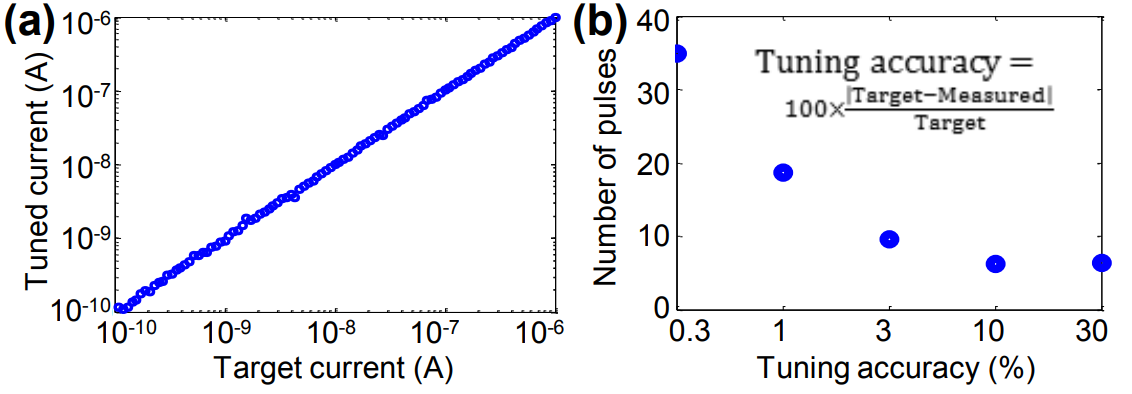 (a)
Tuned current (A)
10-6
10-7
10-8
10-9
10-10
10-10 10-9 10-8 10-7 10-6
Target current (A)
(b)
Number of pulses
40
30
20
10
0
Tuning accuracy =
100×|Target−Measured|
Target
0.3 1 3 10 30
Tuning accuracy (%)